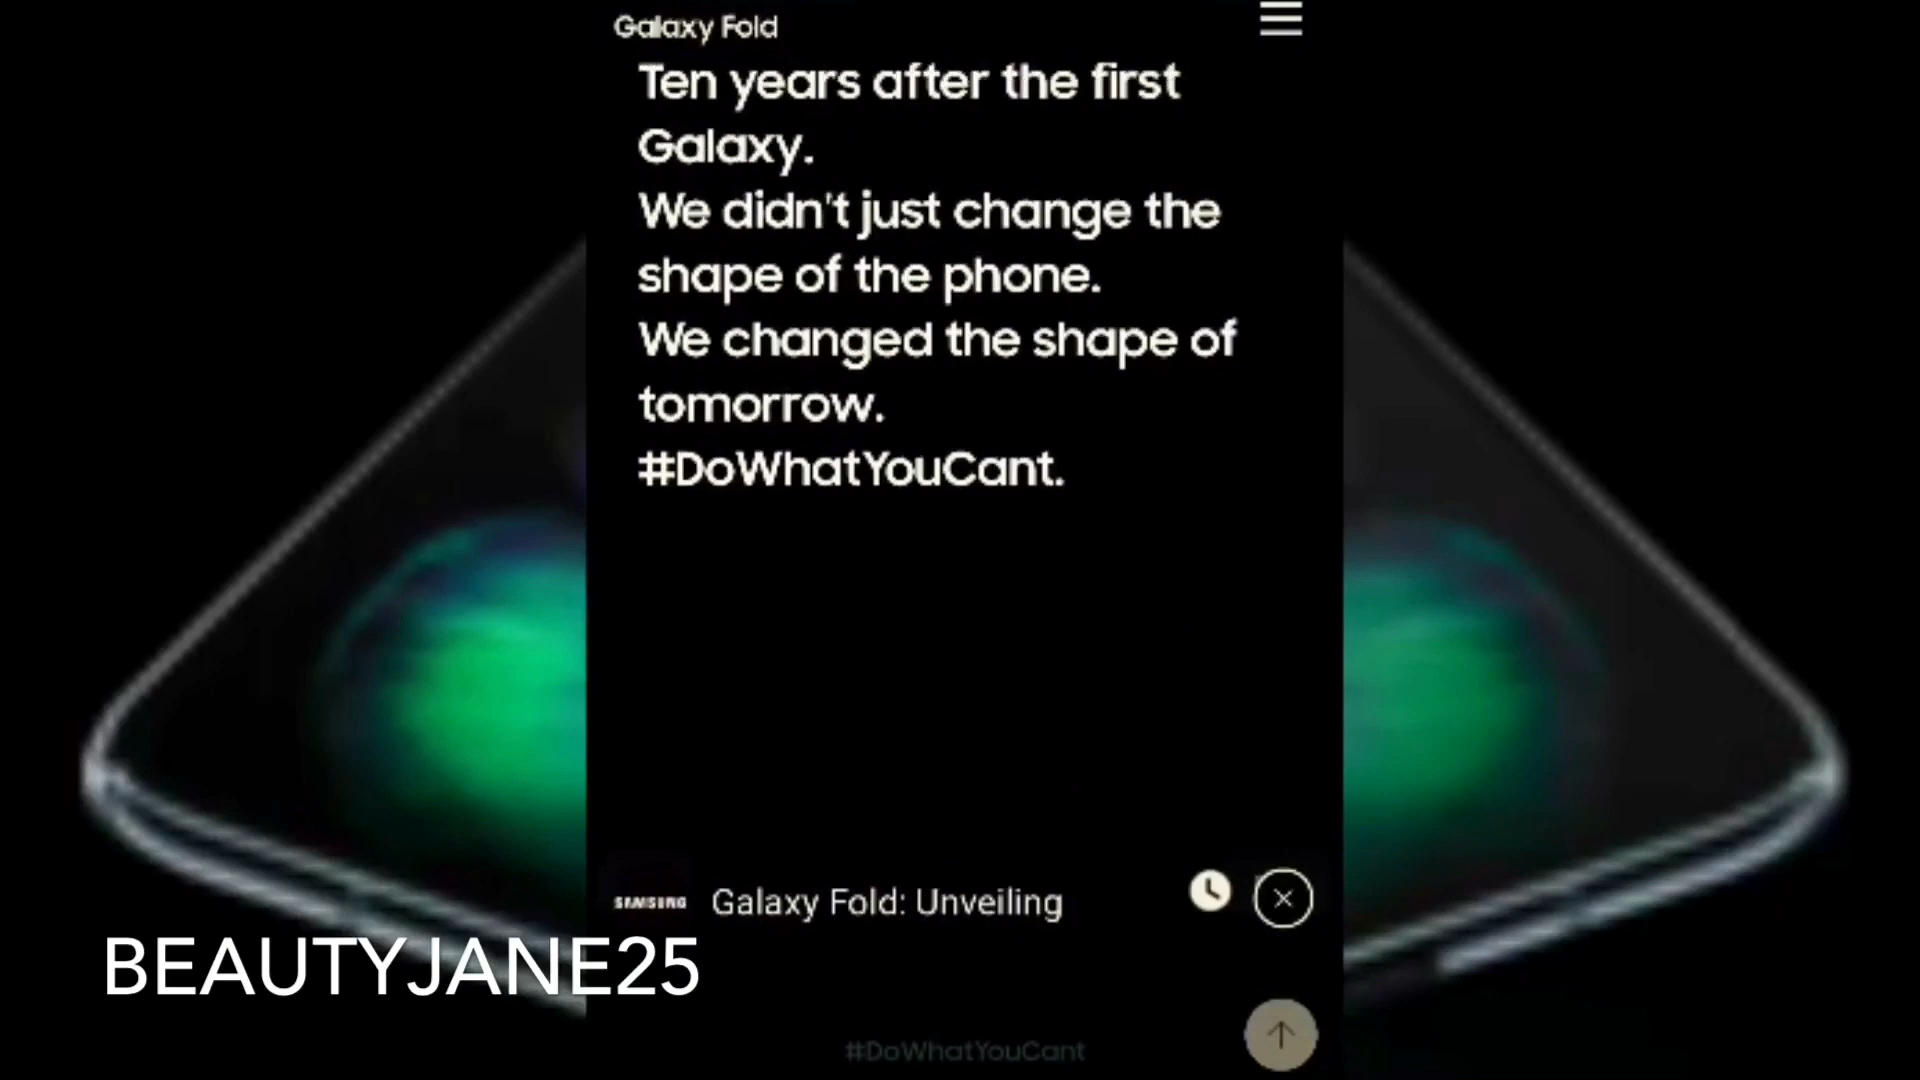 Galaxy Fold
Ten years after the first
Galaxy.
We didn't just change the
shape of the phone.
We changed the shape of
tomorrow.
#DoWhatYouCant.
SAMSUNG Galaxy Fold: Unveiling
BEAUTYJANE25
#DoWhatYouCant